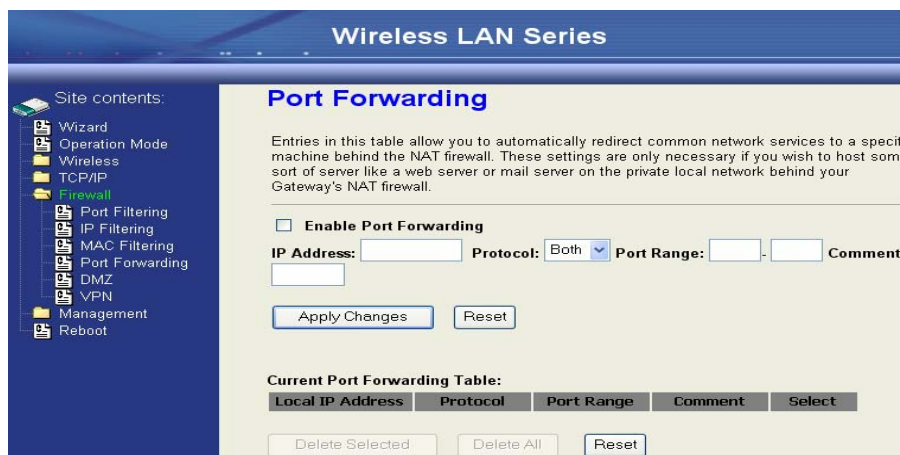 Wireless LAN Series
Site contents:
Wizard
Operation Mode
Wireless
TCP/IP
Firewall
Port Filtering
IP Filtering
MAC Filtering
Port Forwarding
DMZ
VPN
Management
Reboot
Port Forwarding
Entries in this table allow you to automatically redirect common network services to a specif
machine behind the NAT firewall. These settings are only necessary if you wish to host som
sort of server like a web server or mail server on the private local network behind your
Gateway's NAT firewall.
Enable Port Forwarding
IP Address: Protocol: Both Port Range: - Comment
Apply Changes Reset
Current Port Forwarding Table:
Local IP Address Protocol Port Range Comment Select
Delete Selected Delete All Reset